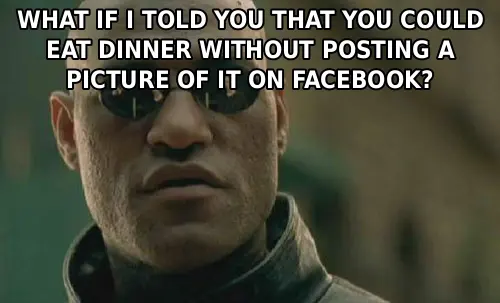 WHAT IF I TOLD YOU THAT YOU COULD
EAT DINNER WITHOUT POSTING A
PICTURE OF IT ON FACEBOOK?